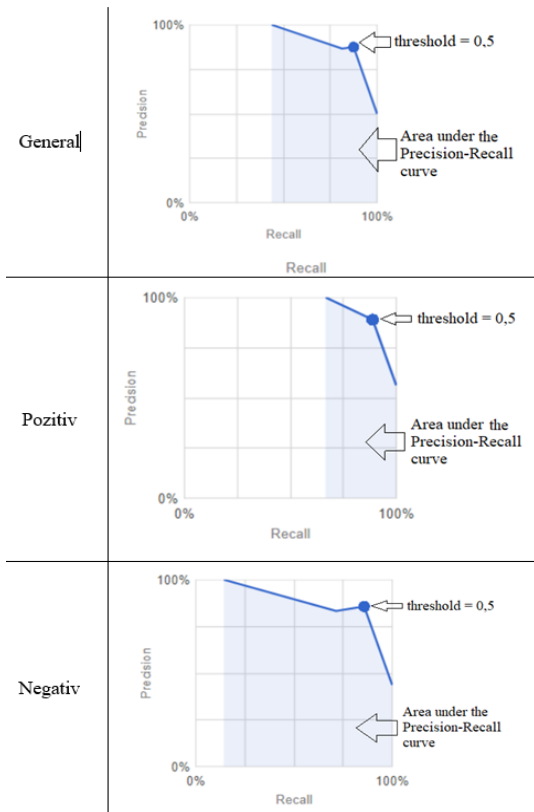 General
100%
Precision
0%
0%
100%
Recall
Recall
threshold = 0,5
Area under the
Precision-Recall
curve
Pozitiv
100%
Precision
0%
0%
100%
Recall
threshold = 0,5
Area under the
Precision-Recall
curve
Negativ
100%
Precision
0%
0%
100%
Recall
threshold = 0,5
Area under the
Precision-Recall
curve